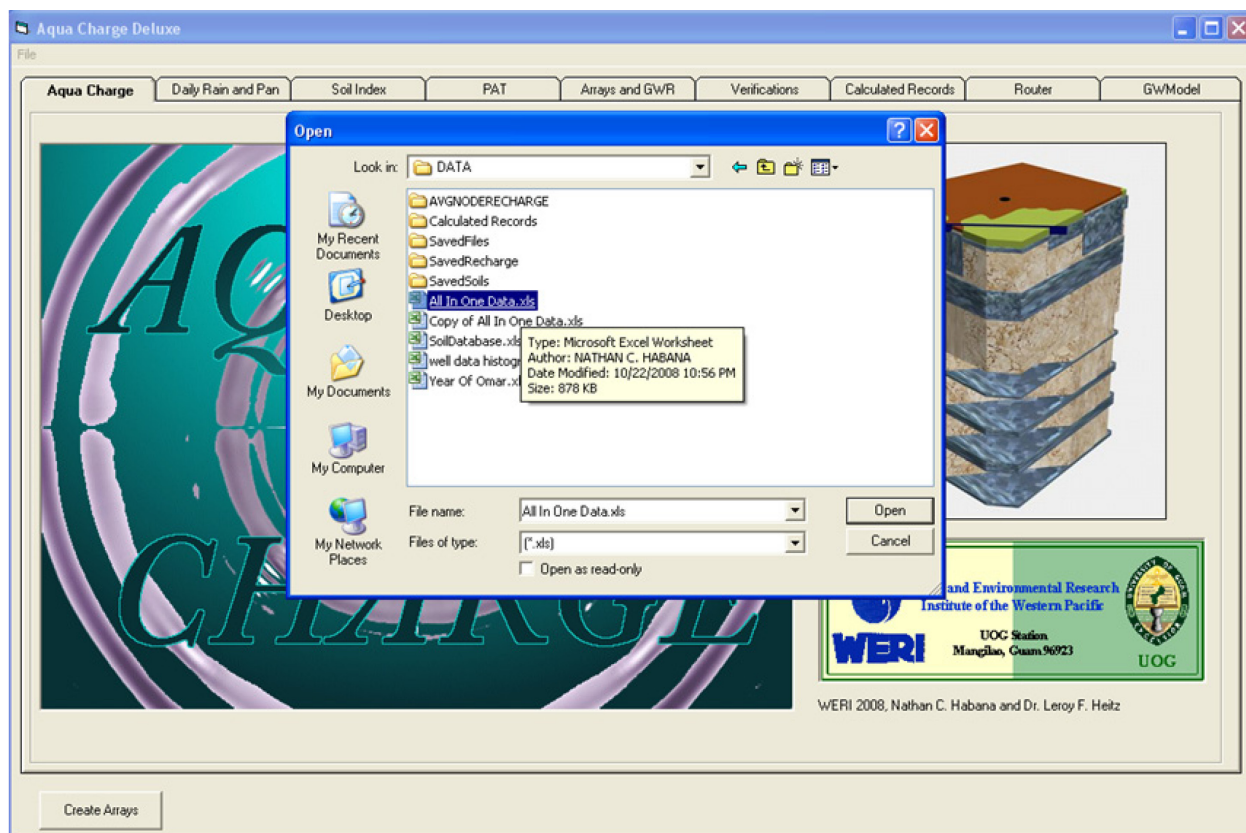 Aqua Charge Deluxe
File
Aqua Charge
Daily Rain and Pan
Soil Index
PAT
Arrays and GWR
Verifications
Calculated Records
Router
GWModel
Open
Look in:
DATA
My Recent
Documents
Desktop
My Documents
My Computer
My Network
Places
AVGNODERECHARGE
Calculated Records
SavedFiles
SavedRecharge
SavedSoils
All In One Data.xls
Copy of All In One Data.xls
SoilDatabase.xls
well data histogr
Year Of Omar.xl
Type: Microsoft Excel Worksheet
Author: NATHAN C. HABANA
Date Modified: 10/22/2008 10:56 PM
Size: 878 KB
File name:
All In One Data.xls
Open
Files of type:
(*.xls)
Cancel
Open as read-only
AQ
CHARGE
and Environmental Research
Institute of the Western Pacific
WERI
UOG Station
Mangilao, Guam 96923
UOG
WERI 2008, Nathan C. Habana and Dr. Leroy F. Heitz
Create Arrays